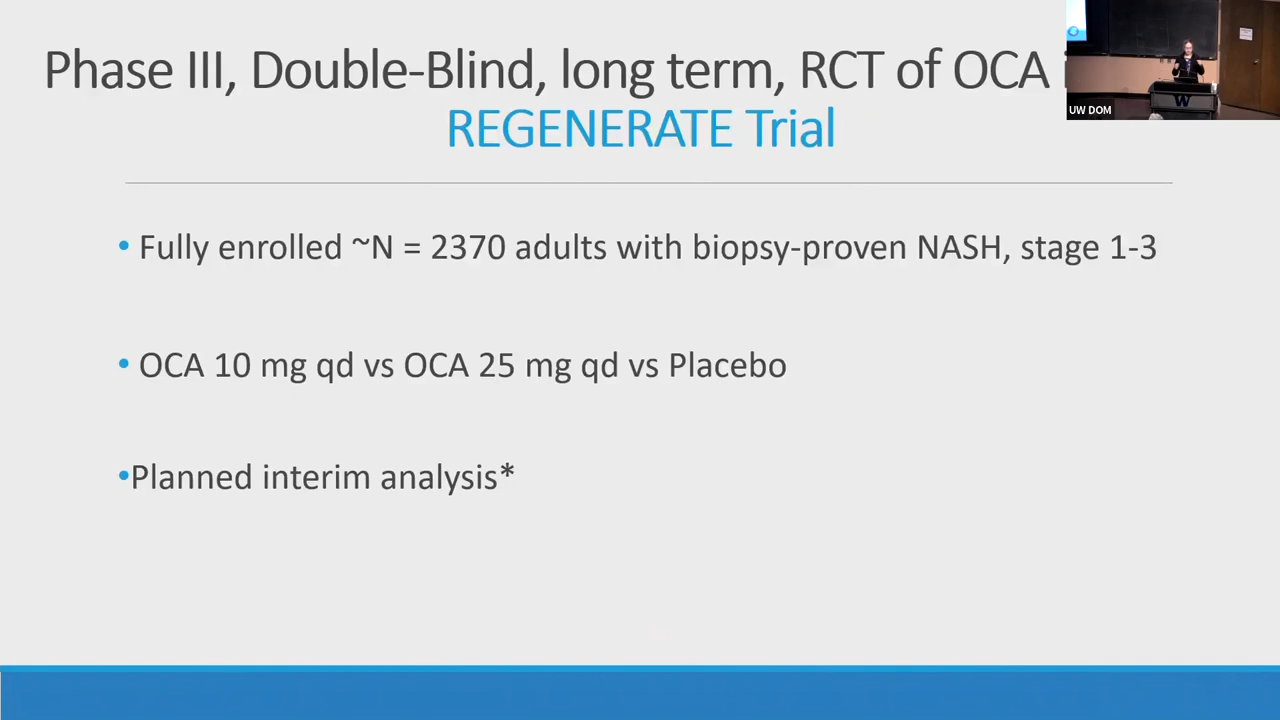 Phase III, Double-Blind, long term, RCT of OCA
REGENERATE Trial
UW DOM
W
• Fully enrolled ~N = 2370 adults with biopsy-proven NASH, stage 1-3
• OCA 10 mg qd vs OCA 25 mg qd vs Placebo
•Planned interim analysis*